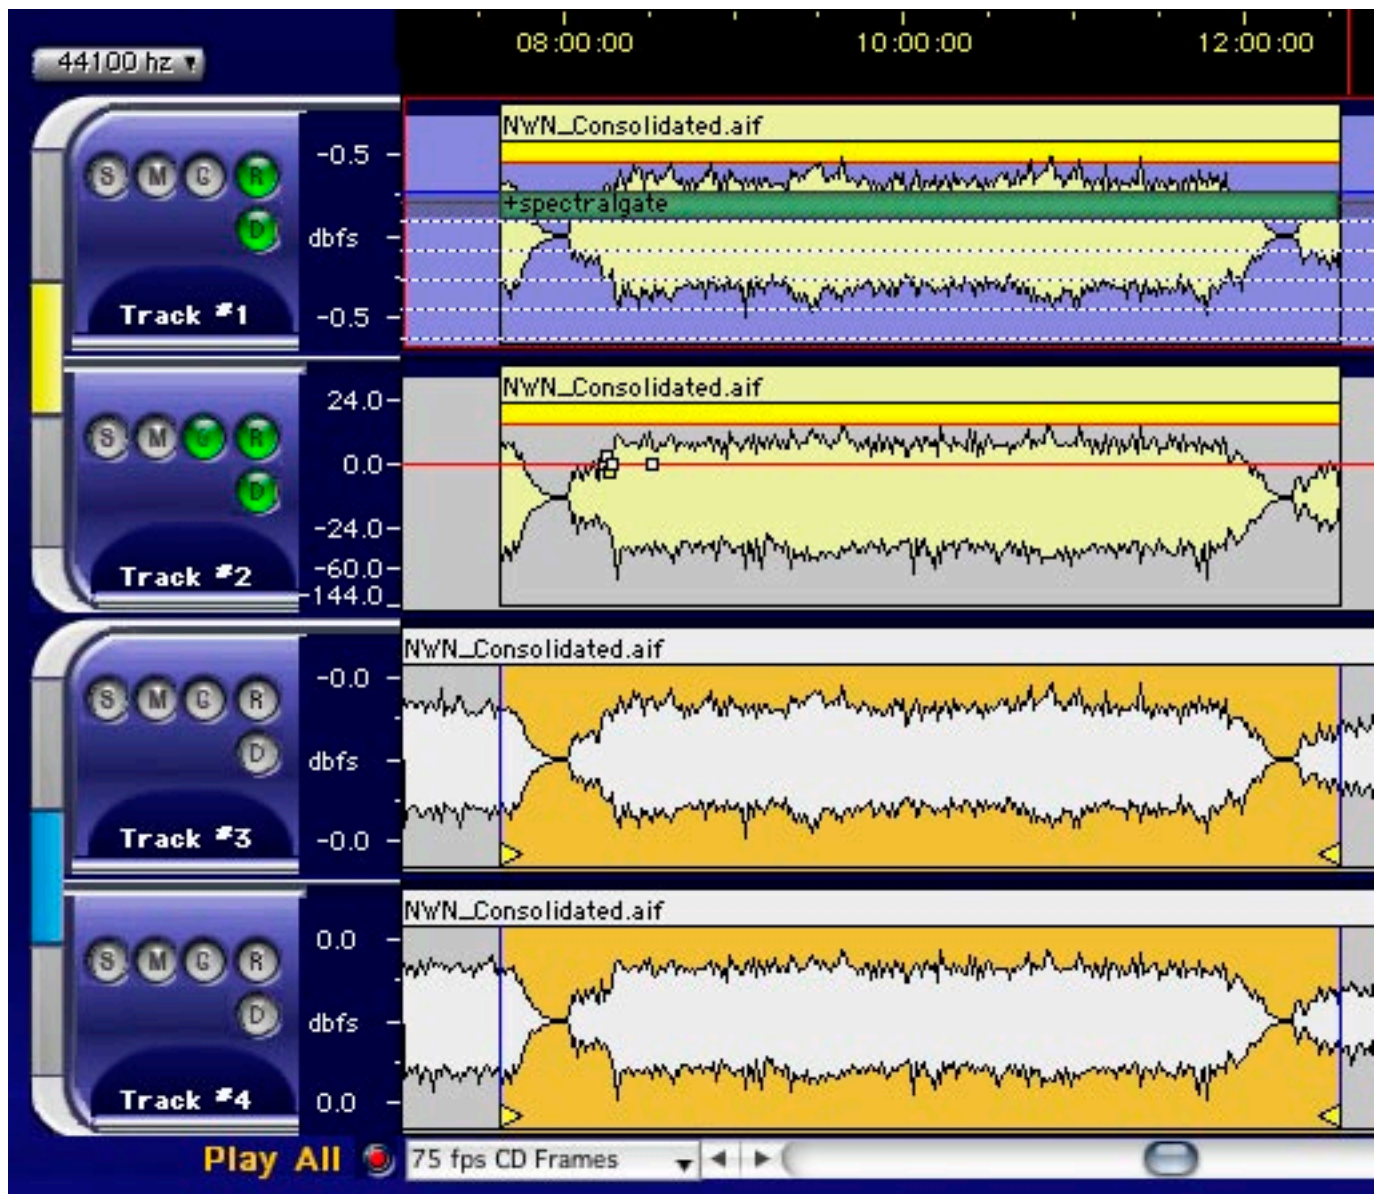 08:00:00 10:00:00 12:00:00
44100 hz
NWN_Consolidated.aif
-0.5
S M G R
+spectralgate
D
dbfs
Track #1
-0.5
NWN_Consolidated.aif
24.0
S M G R
0.0
D
-24.0
-60.0
Track #2
-144.0
NWN_Consolidated.aif
-0.0
S M G R
D
dbfs
Track #3
-0.0
NWN_Consolidated.aif
0.0
S M G R
D
dbfs
Track #4
0.0
Play All
75 fps CD Frames